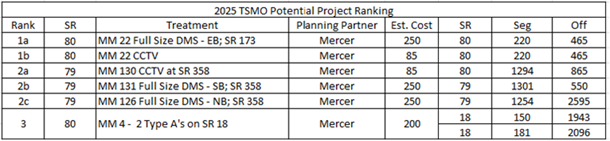 2025 TSMO Potential Project Ranking
Rank SR Treatment Planning Partner Est. Cost SR Seg Off
1a 80 MM 22 Full Size DMS - EB; SR 173 Mercer 250 80 220 465
1b 80 MM 22 CCTV Mercer 85 80 220 465
2a 79 MM 130 CCTV at SR 358 Mercer 85 80 1294 865
2b 79 MM 131 Full Size DMS - SB; SR 358 Mercer 250 79 1301 550
2c 79 MM 126 Full Size DMS - NB; SR 358 Mercer 250 79 1254 2595
3 80 MM 4 - 2 Type A's on SR 18 Mercer 200 18 150 1943
18 181 2096